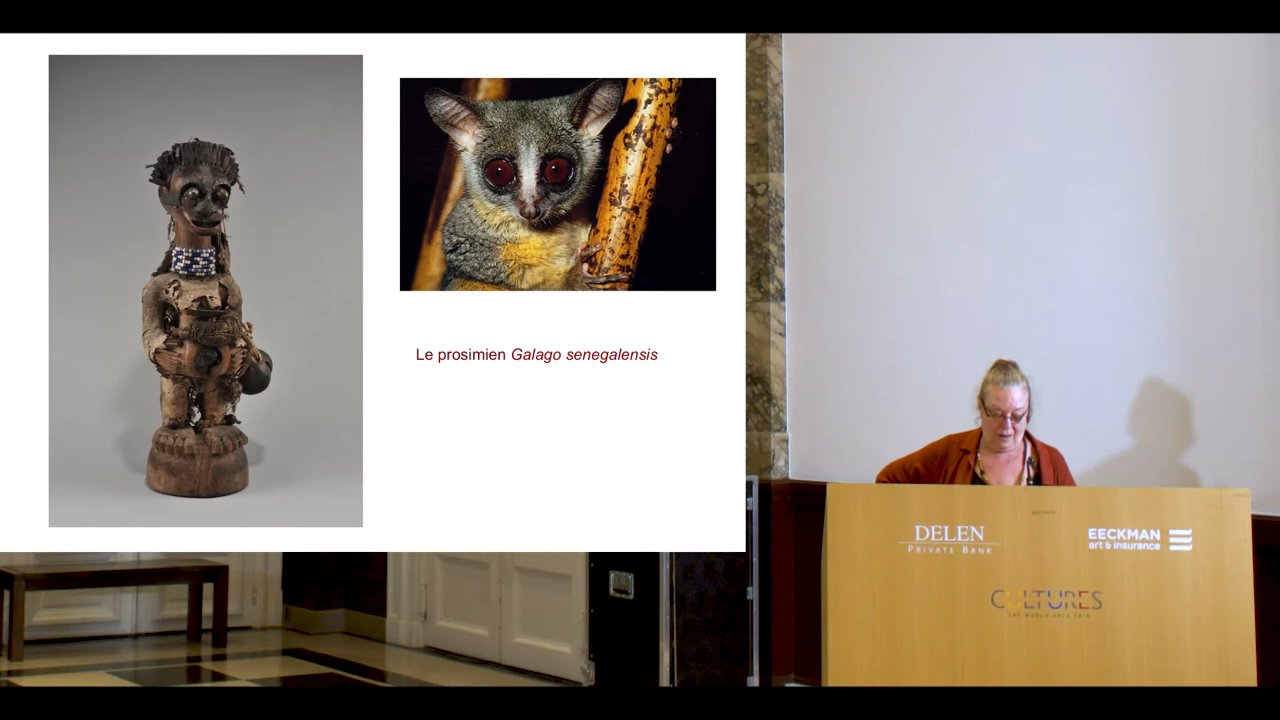 Le prosimien Galago senegalensis
DELEN
PRIVATE BANK
EECKMAN
art & insurance
CULTURES
THE WORLD ARTS FAIR